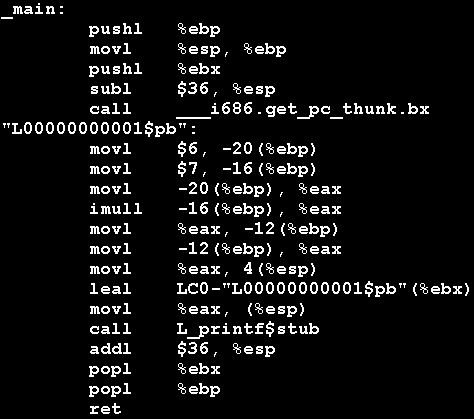 _main:
pushl %ebp
movl %esp, %ebp
pushl %ebx
subl $36, %esp
call ___i686.get_pc_thunk.bx
"L00000000001$pb":
movl $6, -20(%ebp)
movl $7, -16(%ebp)
movl -20(%ebp), %eax
imull -16(%ebp), %eax
movl %eax, -12(%ebp)
movl -12(%ebp), %eax
movl %eax, 4(%esp)
leal LC0-"L00000000001$pb"(%ebx)
movl %eax, (%esp)
call L_printf$stub
addl $36, %esp
popl %ebx
popl %ebp
ret